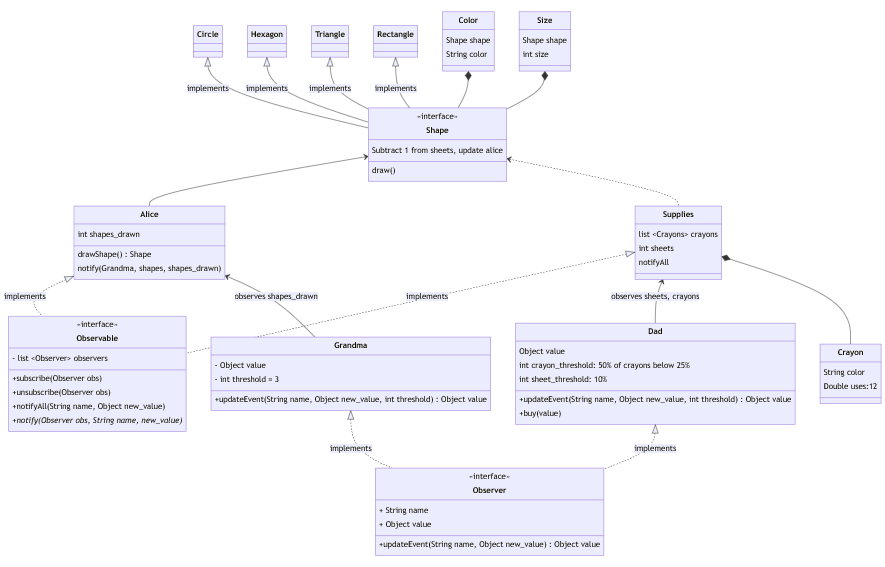 Circle
Hexagon
Triangle
Rectangle
Color
Shape shape
String color
Size
Shape shape
int size
implements
implements
implements
implements
<<interface>>
Shape
Subtract 1 from sheets, update alice
draw()
Alice
int shapes_drawn
drawShape() : Shape
notify(Grandma, shapes, shapes_drawn)
Supplies
list <Crayons> crayons
int sheets
notifyAll
implements
observes shapes_drawn
implements
observes sheets, crayons
<<interface>>
Observable
- list <Observer> observers
+subscribe(Observer obs)
+unsubscribe(Observer obs)
+notifyAll(String name, Object new_value)
+notify(Observer obs, String name, new_value)
Grandma
- Object value
- int threshold = 3
+updateEvent(String name, Object new_value, int threshold) : Object value
Dad
Object value
int crayon_threshold: 50% of crayons below 25%
int sheet_threshold: 10%
+updateEvent(String name, Object new_value, int threshold) : Object value
+buy(value)
Crayon
String color
Double uses:12
implements
implements
<<interface>>
Observer
+ String name
+ Object value
+updateEvent(String name, Object new_value) : Object value